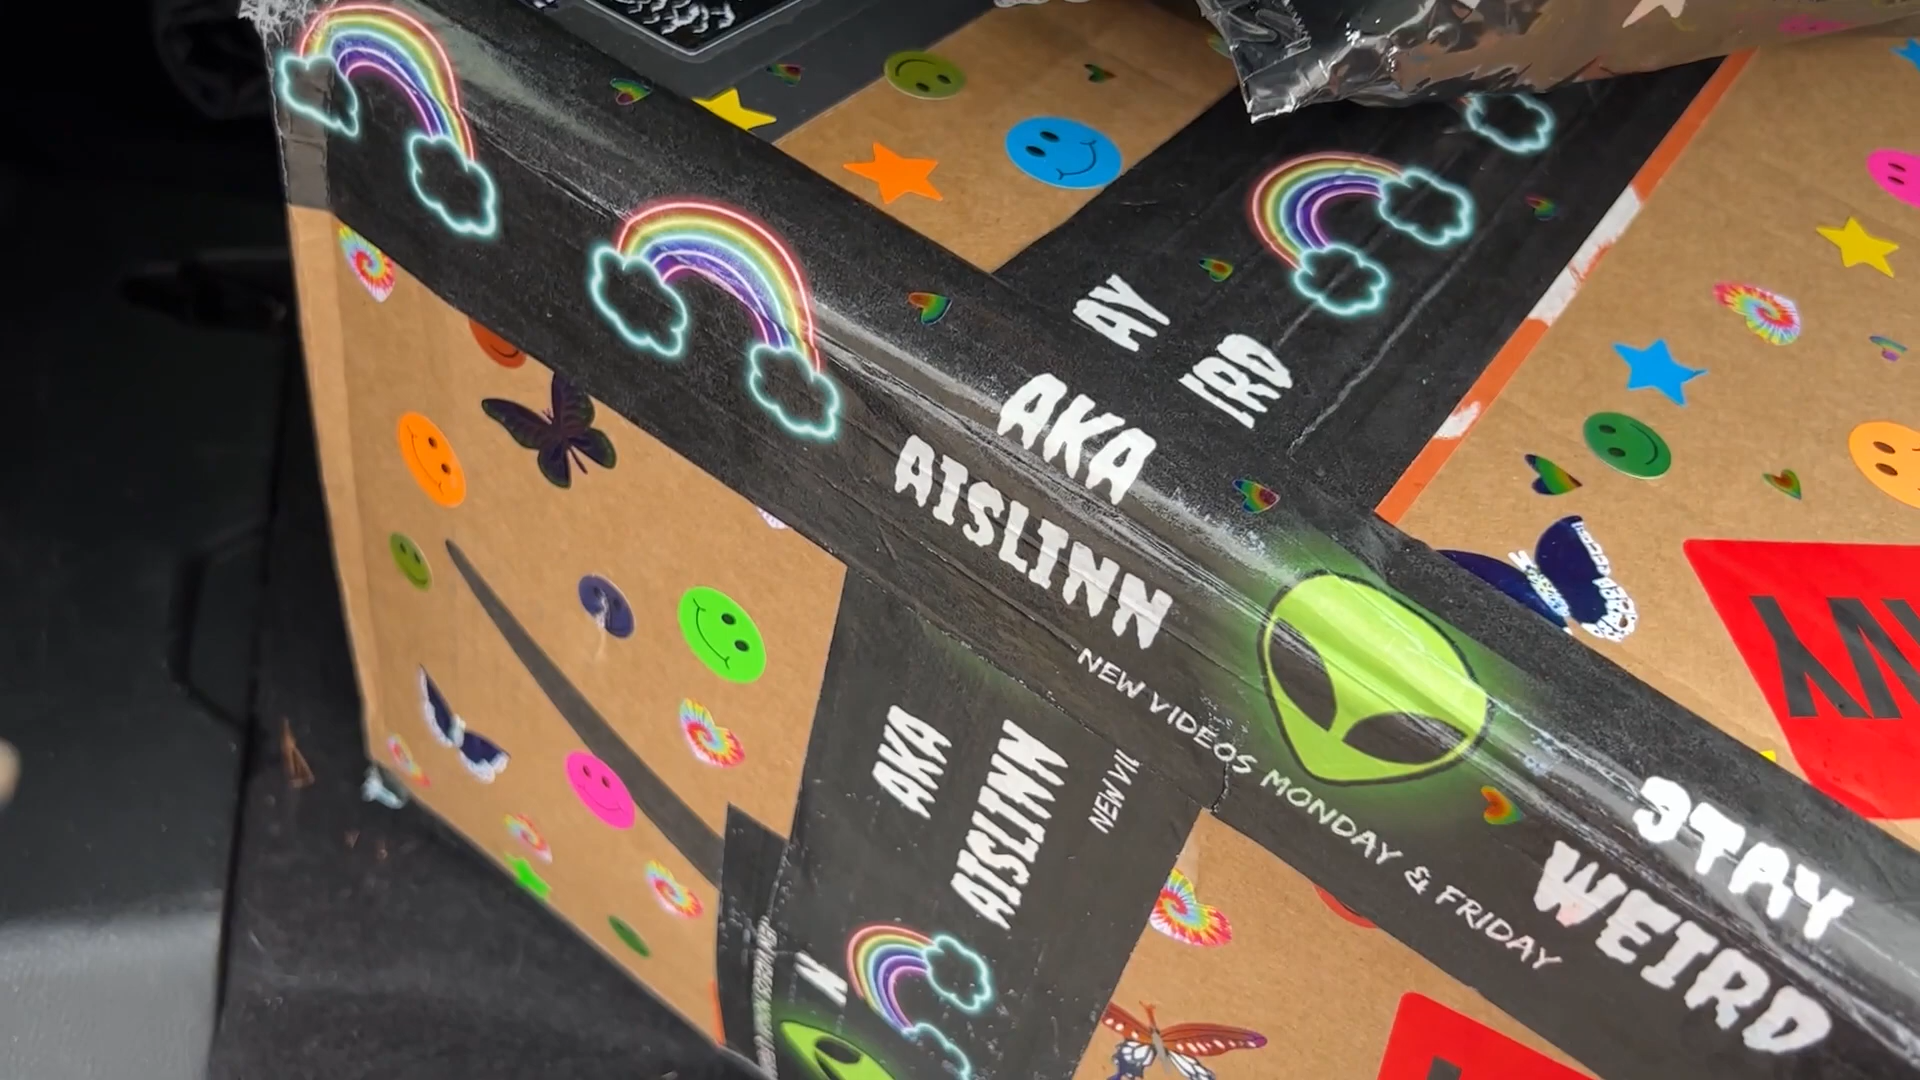 AY
IRD
AKA
AISLINN
NEW VIDEOS MONDAY & FRIDAY
STAY
WEIRD
AKA
AISLINN
NEW VI
N